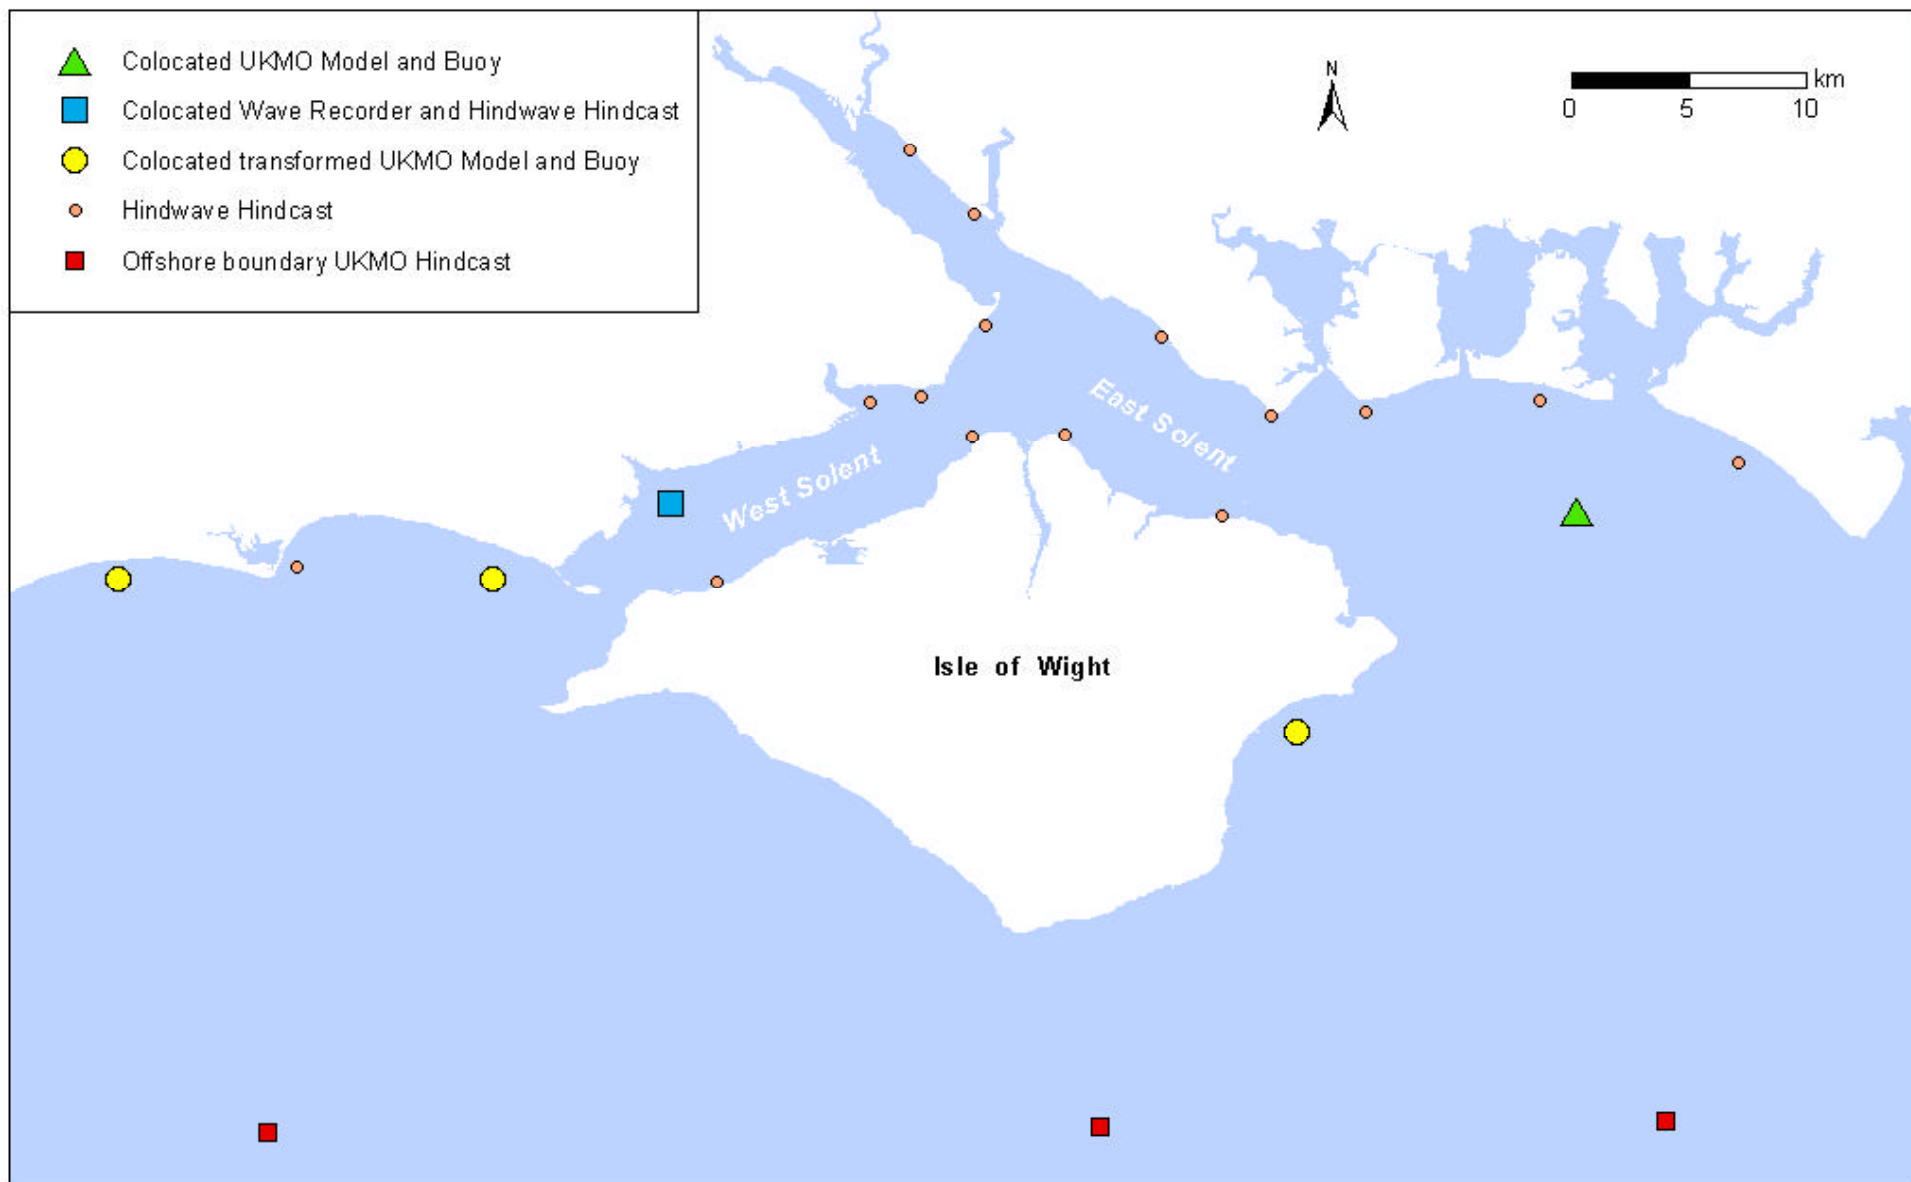 Colocated UKMO Model and Buoy
Colocated Wave Recorder and Hindwave Hindcast
Colocated transformed UKMO Model and Buoy
Hindwave Hindcast
Offshore boundary UKMO Hindcast
N
km
0 5 10
East Solent
West Solent
Isle of Wight